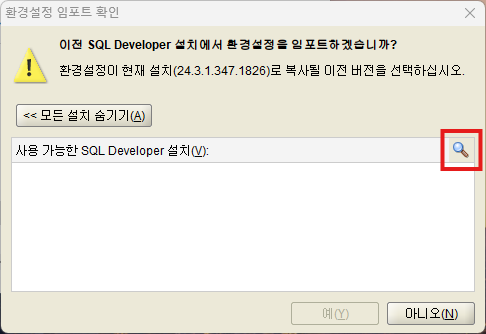 환경설정 임포트 확인
이전 SQL Developer 설치에서 환경설정을 임포트하겠습니까?
환경설정이 현재 설치(24.3.1.347.1826)로 복사될 이전 버전을 선택하십시오.
<< 모든 설치 숨기기(A)
사용 가능한 SQL Developer 설치(V):
예(Y)
아니오(N)